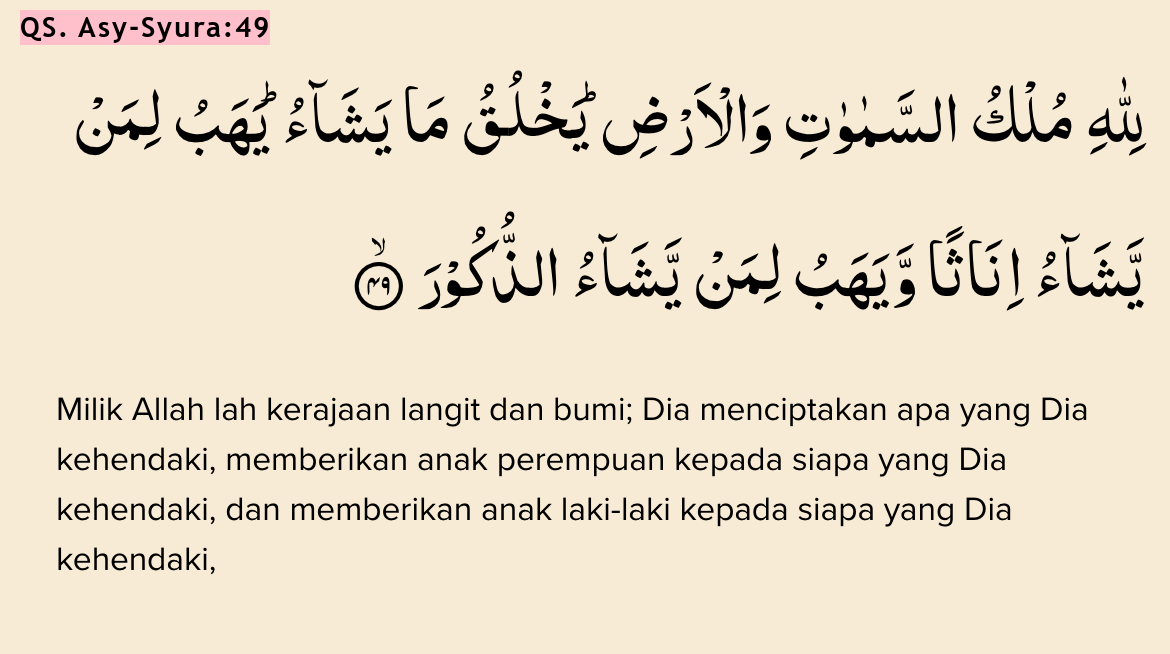 QS. Asy-Syura:49
لِلّٰهِ مُلْكُ السَّمٰوٰتِ وَالْاَرْضِۗ يَخْلُقُ مَا يَشَاۤءُۗ يَهَبُ لِمَنْ
يَّشَاۤءُ اِنَاثًا وَّيَهَبُ لِمَنْ يَّشَاۤءُ الذُّكُوْرَ ۙ ٤٩
Milik Allah lah kerajaan langit dan bumi; Dia menciptakan apa yang Dia
kehendaki, memberikan anak perempuan kepada siapa yang Dia
kehendaki, dan memberikan anak laki-laki kepada siapa yang Dia
kehendaki,